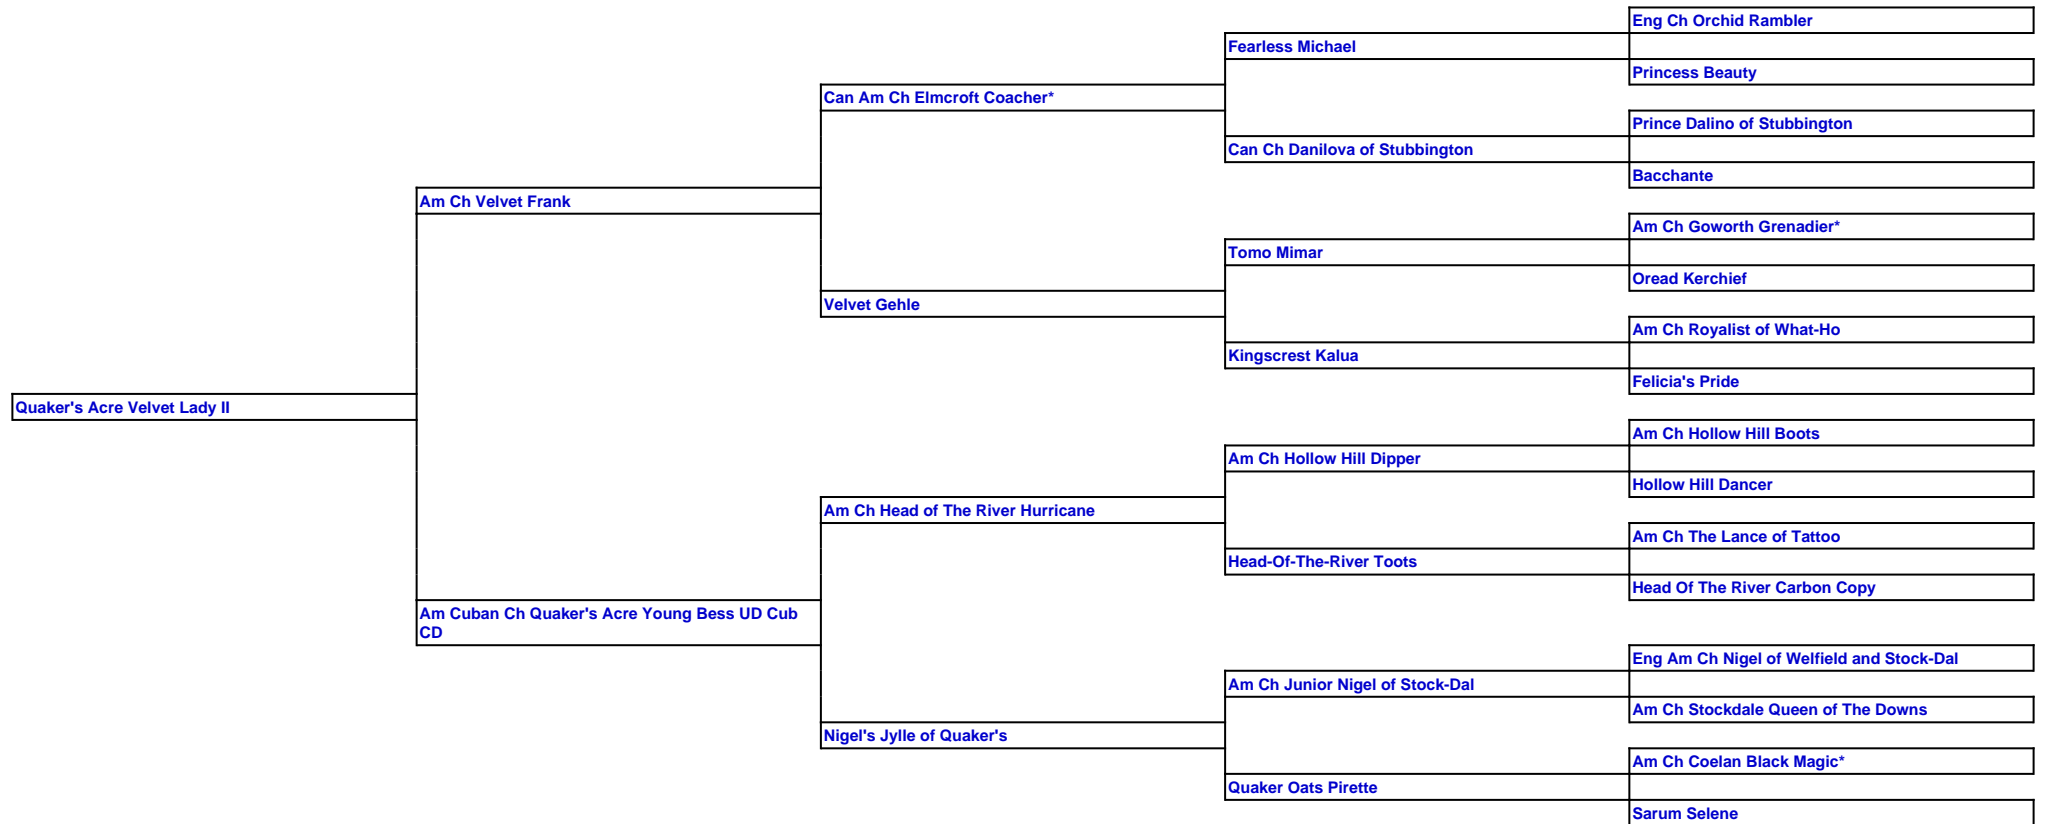 Eng Ch Orchid Rambler
Fearless Michael
Princess Beauty
Can Am Ch Elmcroft Coacher*
Prince Dalino of Stubbington
Can Ch Danilova of Stubbington
Bacchante
Am Ch Velvet Frank
Am Ch Goworth Grenadier*
Tomo Mimar
Oread Kerchief
Velvet Gehle
Am Ch Royalist of What-Ho
Kingscrest Kalua
Felicia's Pride
Quaker's Acre Velvet Lady II
Am Ch Hollow Hill Boots
Am Ch Hollow Hill Dipper
Hollow Hill Dancer
Am Ch Head of The River Hurricane
Am Ch The Lance of Tattoo
Head-Of-The-River Toots
Head Of The River Carbon Copy
Am Cuban Ch Quaker's Acre Young Bess UD Cub
CD
Eng Am Ch Nigel of Welfield and Stock-Dal
Am Ch Junior Nigel of Stock-Dal
Am Ch Stockdale Queen of The Downs
Nigel's Jylle of Quaker's
Am Ch Coelan Black Magic*
Quaker Oats Pirette
Sarum Selene